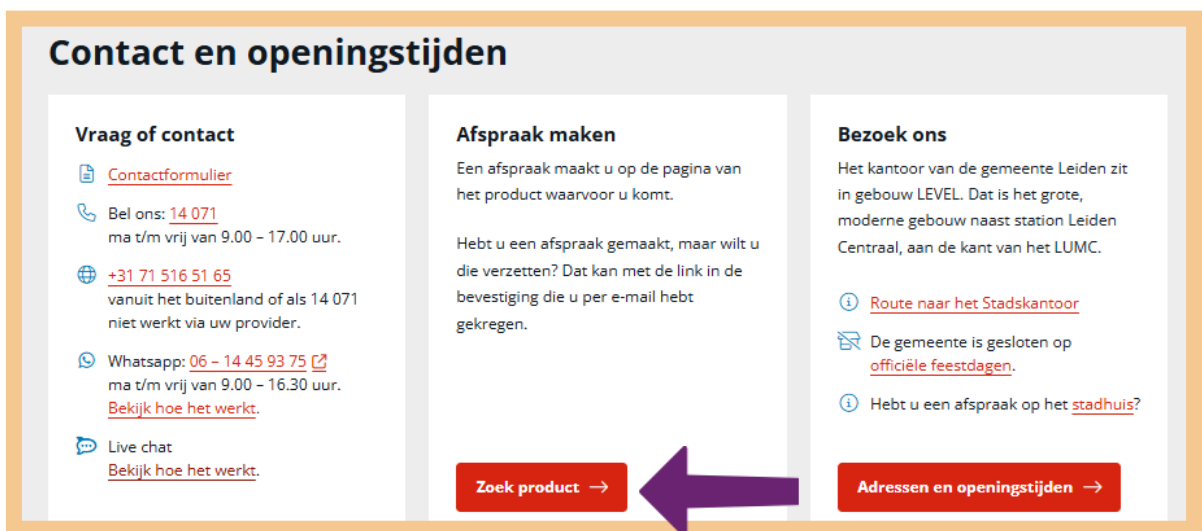 Contact en openingstijden
Vraag of contact
Contactformulier
Bel ons: 14 071
ma t/m vrij van 9.00 – 17.00 uur.
+31 71 516 51 65
vanuit het buitenland of als 14 071
niet werkt via uw provider.
Whatsapp: 06 – 14 45 93 75
ma t/m vrij van 9.00 – 16.30 uur.
Bekijk hoe het werkt.
Live chat
Bekijk hoe het werkt.
Afspraak maken
Een afspraak maakt u op de pagina van
het product waarvoor u komt.
Hebt u een afspraak gemaakt, maar wilt u
die verzetten? Dat kan met de link in de
bevestiging die u per e-mail hebt
gekregen.
Zoek product →
Bezoek ons
Het kantoor van de gemeente Leiden zit
in gebouw LEVEL. Dat is het grote,
moderne gebouw naast station Leiden
Centraal, aan de kant van het LUMC.
Route naar het Stadskantoor
De gemeente is gesloten op
officiële feestdagen.
Hebt u een afspraak op het stadhuis?
Adressen en openingstijden →